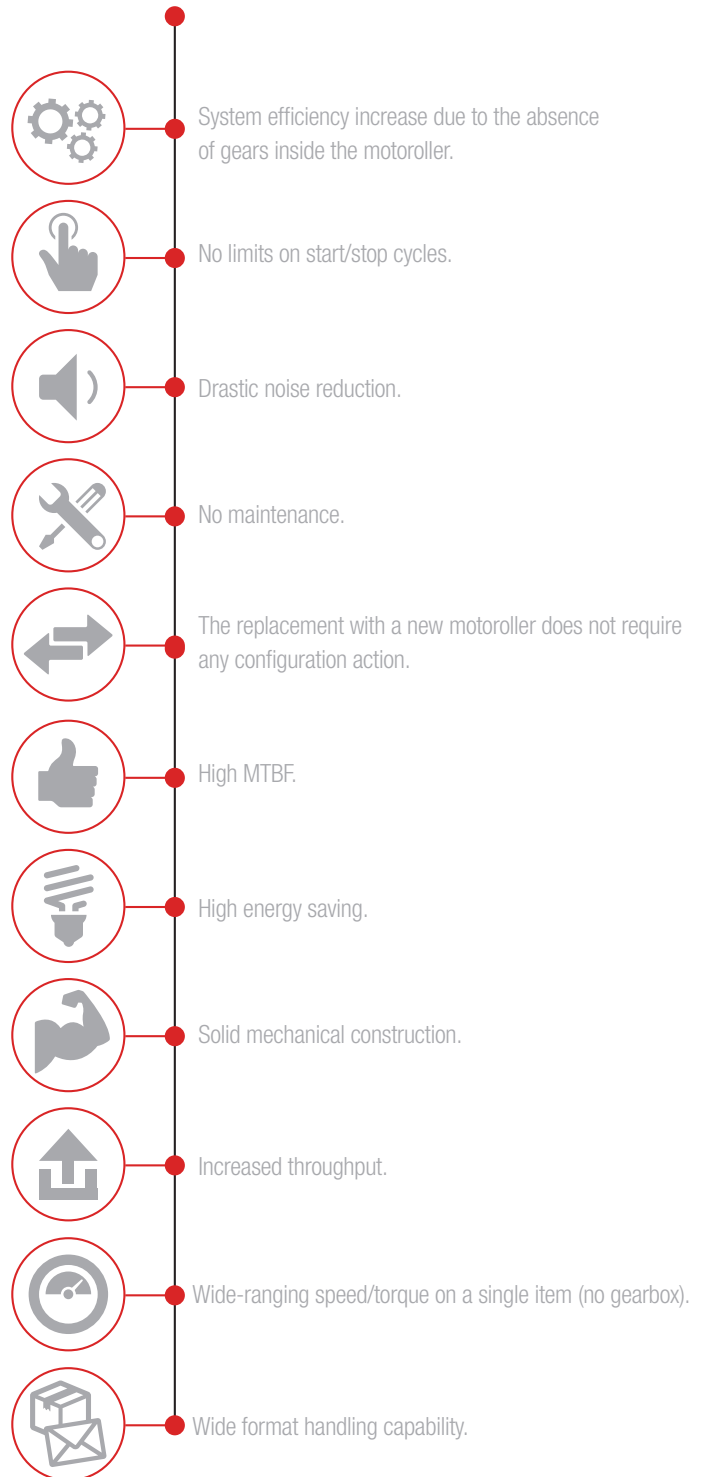 System efficiency increase due to the absence
of gears inside the motoroller.
No limits on start/stop cycles.
Drastic noise reduction.
No maintenance.
The replacement with a new motoroller does not require
any configuration action.
High MTBF.
High energy saving.
Solid mechanical construction.
Increased throughput.
Wide-ranging speed/torque on a single item (no gearbox).
Wide format handling capability.